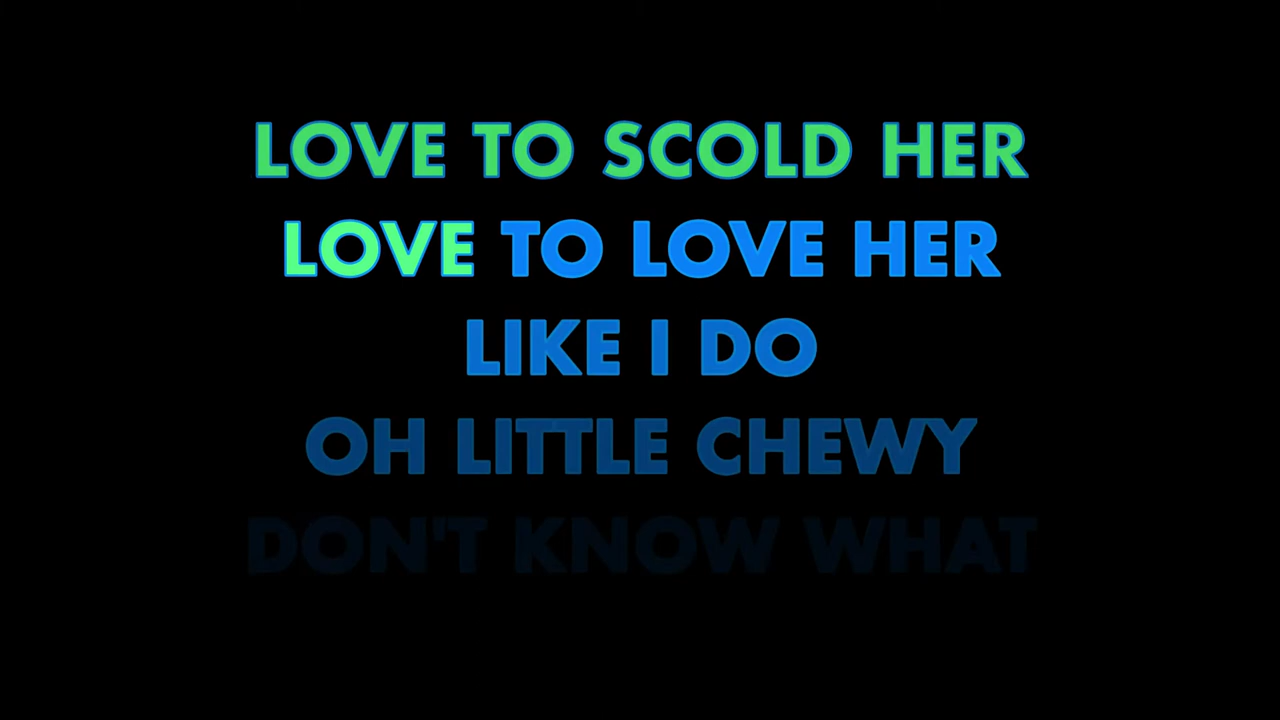 LOVE TO SCOLD HER
LOVE TO LOVE HER
LIKE I DO
OH LITTLE CHEWY
DON'T KNOW WHAT